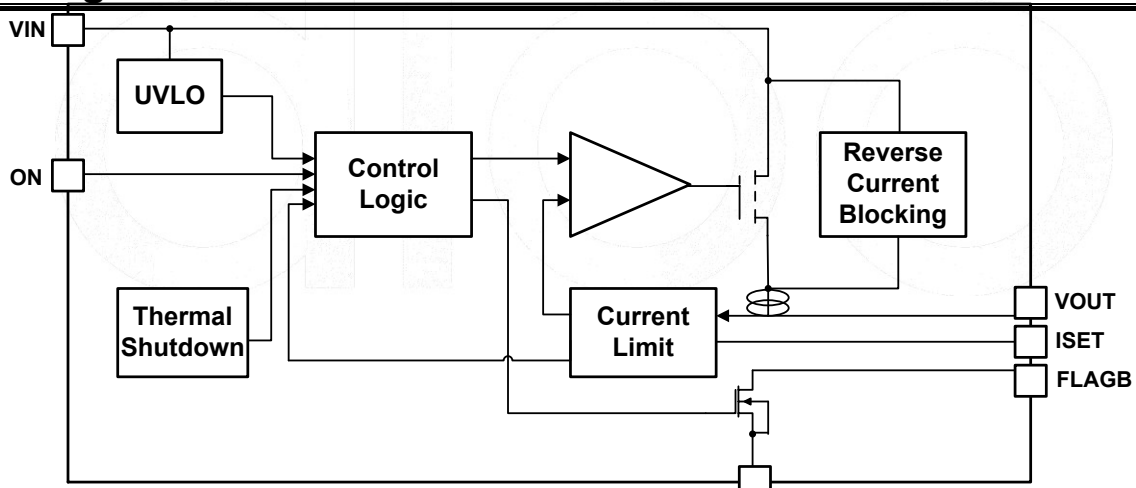 VIN
UVLO
ON
Control
Logic
Reverse
Current
Blocking
Thermal
Shutdown
Current
Limit
VOUT
ISET
FLAGB